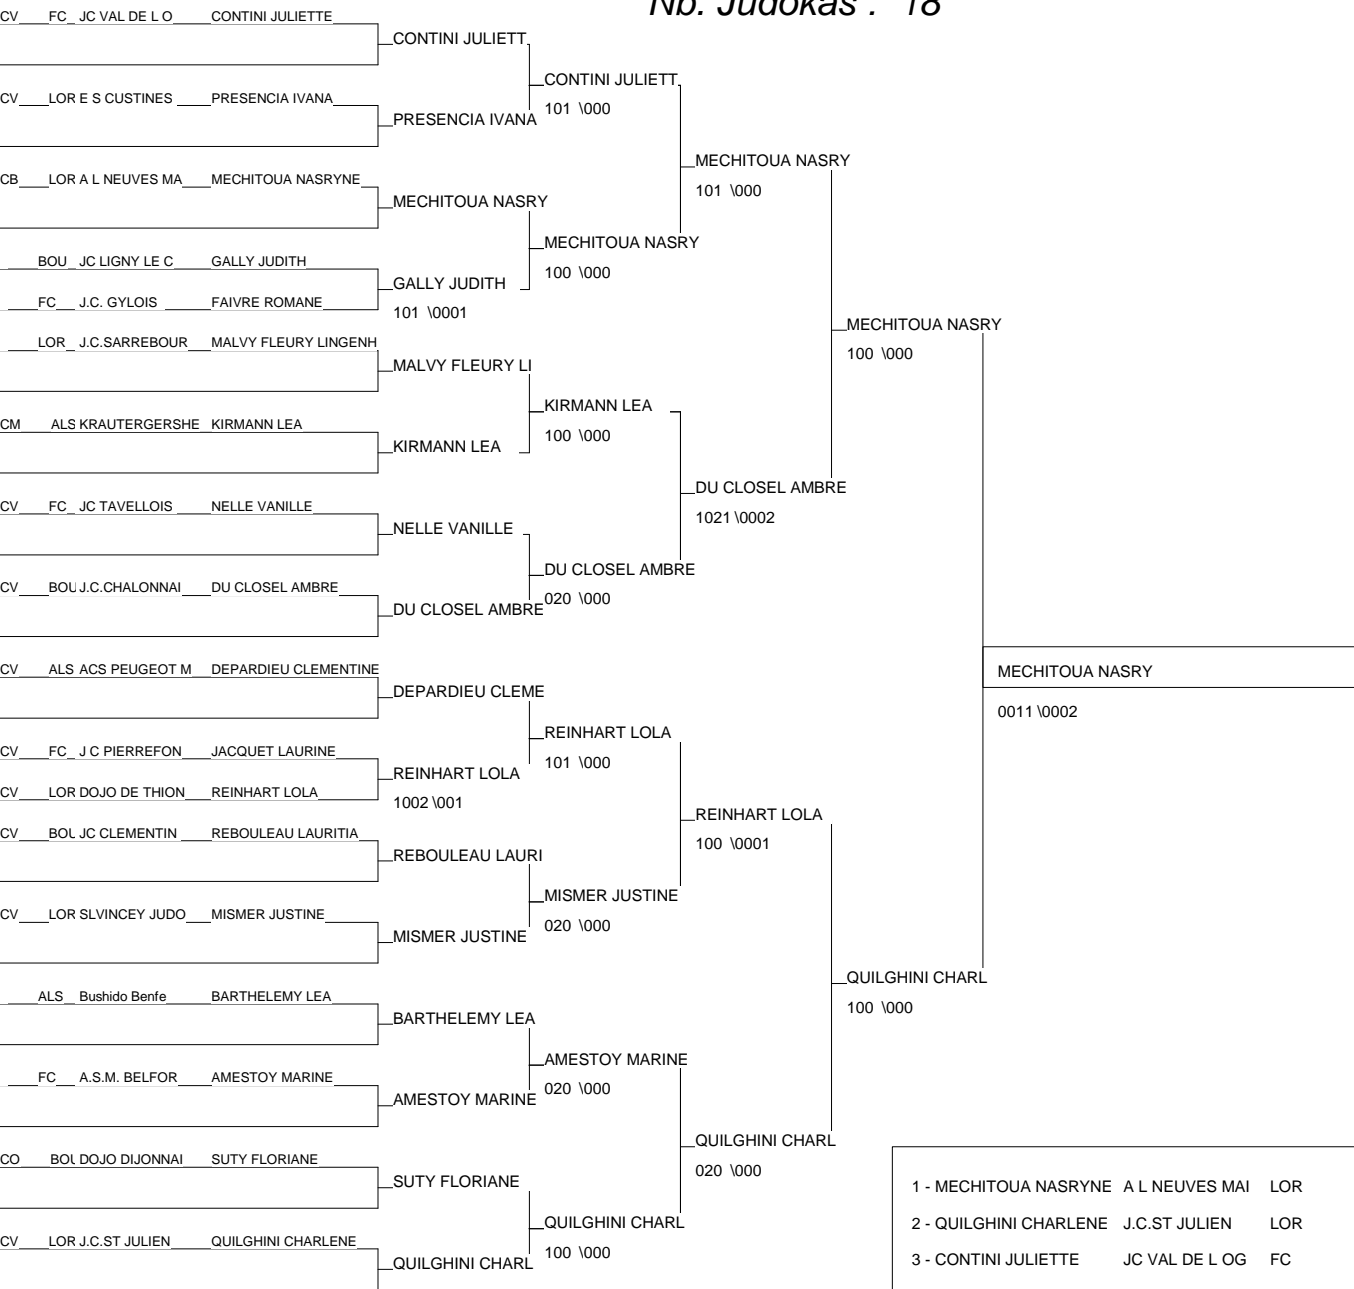 Nb. Judokas : 18
CV FC JC VAL DE L O CONTINI JULIETTE
CONTINI JULIETT
CONTINI JULIETT
101 \000
CV LOR E S CUSTINES PRESENCIA IVANA
PRESENCIA IVANA
MECHITOUA NASRY
101 \000
CB LOR A L NEUVES MA MECHITOUA NASRYNE
MECHITOUA NASRY
MECHITOUA NASRY
100 \000
BOU JC LIGNY LE C GALLY JUDITH
GALLY JUDITH
101 \0001
FC J.C. GYLOIS FAIVRE ROMANE
MECHITOUA NASRY
100 \000
LOR J.C.SARREBOUR MALVY FLEURY LINGENH
MALVY FLEURY LI
KIRMANN LEA
100 \000
CM ALS KRAUTERGERSHE KIRMANN LEA
KIRMANN LEA
DU CLOSEL AMBRE
1021 \0002
CV FC JC TAVELLOIS NELLE VANILLE
NELLE VANILLE
DU CLOSEL AMBRE
020 \000
CV BOU J.C.CHALONNAI DU CLOSEL AMBRE
DU CLOSEL AMBRE
MECHITOUA NASRY
0011 \0002
CV ALS ACS PEUGEOT M DEPARDIEU CLEMENTINE
DEPARDIEU CLEME
REINHART LOLA
101 \000
CV FC J C PIERREFON JACQUET LAURINE
REINHART LOLA
1002 \001
CV LOR DOJO DE THION REINHART LOLA
REINHART LOLA
100 \0001
CV BOU JC CLEMENTIN REBOULEAU LAURITIA
REBOULEAU LAURI
MISMER JUSTINE
020 \000
CV LOR SLVINCEY JUDO MISMER JUSTINE
MISMER JUSTINE
QUILGHINI CHARL
100 \000
ALS Bushido Benfe BARTHELEMY LEA
BARTHELEMY LEA
AMESTOY MARINE
020 \000
FC A.S.M. BELFOR AMESTOY MARINE
AMESTOY MARINE
QUILGHINI CHARL
020 \000
CO BOU DOJO DIJONNAI SUTY FLORIANE
SUTY FLORIANE
QUILGHINI CHARL
100 \000
CV LOR J.C.ST JULIEN QUILGHINI CHARLENE
QUILGHINI CHARL
1 - MECHITOUA NASRYNE A L NEUVES MAI LOR
2 - QUILGHINI CHARLENE J.C.ST JULIEN LOR
3 - CONTINI JULIETTE JC VAL DE L OG FC